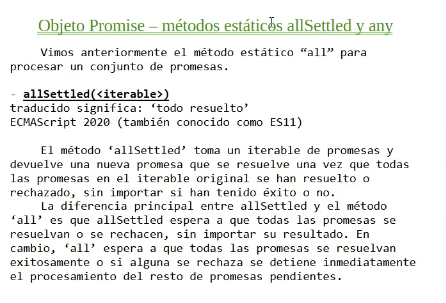 Objeto Promise – métodos estáticos allSettled y any
Vimos anteriormente el método estático “all” para
procesar un conjunto de promesas.
- allSettled(<iterable>)
traducido significa: ‘todo resuelto’
ECMAScript 2020 (también conocido como ES11)
El método ‘allSettled’ toma un iterable de promesas y
devuelve una nueva promesa que se resuelve una vez que todas
las promesas en el iterable original se han resuelto o
rechazado, sin importar si han tenido éxito o no.
La diferencia principal entre allSettled y el método
‘all’ es que allSettled espera a que todas las promesas se
resuelvan o se rechacen, sin importar su resultado. En
cambio, ‘all’ espera a que todas las promesas se resuelvan
exitosamente o si alguna se rechaza se detiene inmediatamente
el procesamiento del resto de promesas pendientes.